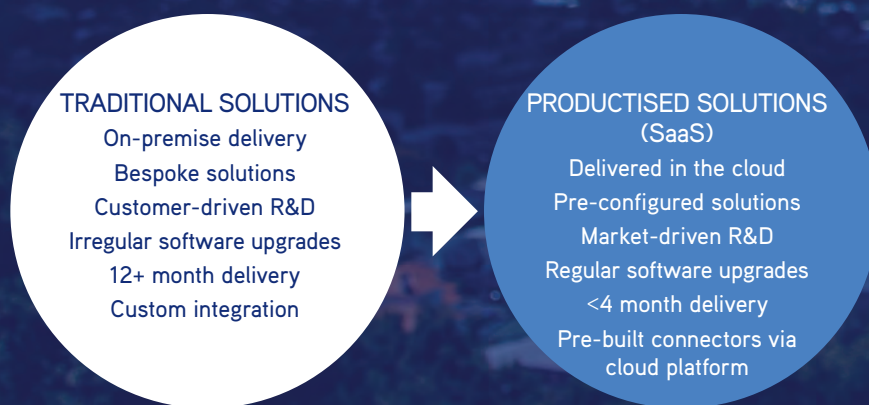 TRADITIONAL SOLUTIONS
On-premise delivery
Bespoke solutions
Customer-driven R&D
Irregular software upgrades
12+ month delivery
Custom integration
PRODUCTISED SOLUTIONS
(SaaS)
Delivered in the cloud
Pre-configured solutions
Market-driven R&D
Regular software upgrades
<4 month delivery
Pre-built connectors via
cloud platform